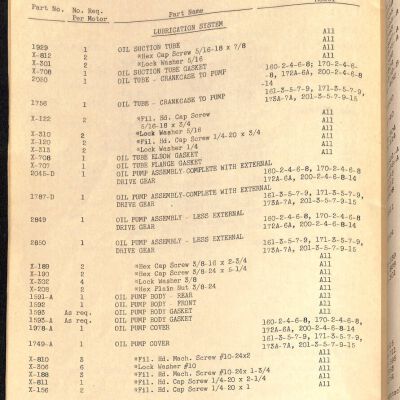 Part No. No. Req. Per Motor Part Name
LUBRICATION SYSTEM
1929 1 OIL SUCTION TUBE All
X-812 2 *Hex Cap Screw 5/16-18 x 7/8 All
X-301 2 *Lock Washer 5/16 All
X-708 1 OIL SUCTION TUBE GASKET All
2050 1 OIL TUBE - CRANKCASE TO PUMP 160-2-4-6-8; 170-2-4-6-8, 172A-6A, 200-2-4-6-8-14
1756 1 OIL TUBE - CRANKCASE TO PUMP 161-3-5-7-9, 171-3-5-7-9, 173A-7A, 201-3-5-7-9-15
X-122 2 *Fil. Hd. Cap Screw 5/16-18 x 3/4 All
X-310 2 *Lock Washer 5/16 All
X-120 2 *Fil. Hd. Cap Screw 1/4-20 x 3/4 All
X-313 2 *Lock Washer 1/4 All
X-708 1 OIL TUBE ELBOW GASKET All
X-707 1 OIL TUBE FLANGE GASKET All
2045-D 1 OIL PUMP ASSEMBLY-COMPLETE WITH EXTERNAL DRIVE GEAR 160-2-4-6-8, 170-2-4-6-8, 172A-6A, 200-2-4-6-8-14
1787-D 1 OIL PUMP ASSEMBLY-COMPLETE WITH EXTERNAL DRIVE GEAR 161-3-5-7-9, 171-3-5-7-9, 173A-7A, 201-3-5-7-9-15
2849 1 OIL PUMP ASSEMBLY - LESS EXTERNAL DRIVE GEAR 160-2-4-6-8, 170-2-4-6-8, 172A-6A, 200-2-4-6-8-14
2850 1 OIL PUMP ASSEMBLY - LESS EXTERNAL DRIVE GEAR 161-3-5-7-9, 171-3-5-7-9, 173A-7A, 201-3-5-7-9-15
X-189 2 *Hex Cap Screw 3/8-16 x 2-3/4 All
X-190 2 *Hex Cap Screw 3/8-24 x 5-1/4 All
X-302 4 *Lock Washer 3/8 All
X-208 2 *Hex Plain Nut 3/8-24 All
1591-A 1 OIL PUMP BODY - REAR All
1592 1 OIL PUMP BODY - FRONT All
1593 As req. OIL PUMP BODY GASKET All
1593-A As req. OIL PUMP BODY GASKET All
1978-A 1 OIL PUMP COVER 160-2-4-6-8, 170-2-4-6-8, 172A-6A, 200-2-4-6-8-14
1749-A 1 OIL PUMP COVER 161-3-5-7-9, 171-3-5-7-9, 173A-7A, 201-3-5-7-9-15
X-810 3 *Fil. Hd. Mach. Screw #10-24x2 All
X-306 6 *Lock Washer #10 All
X-188 3 *Fil. Hd. Mach. Screw #10-24 x 1-3/4 All
X-811 1 *Fil. Hd. Cap Screw 1/4-20 x 2-1/4 All
X-156 2 *Fil. Hd. Cap Screw 1/4-20 x 1 All